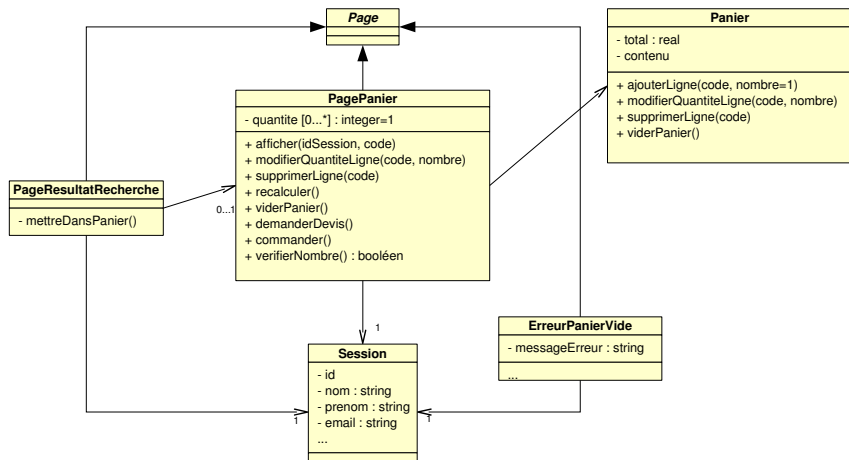 Page
Panier
- total : real
- contenu
+ ajouterLigne(code, nombre=1)
+ modifierQuantiteLigne(code, nombre)
+ supprimerLigne(code)
+ viderPanier()
PagePanier
- quantite [0...*] : integer=1
+ afficher(idSession, code)
+ modifierQuantiteLigne(code, nombre)
+ supprimerLigne(code)
+ recalculer()
+ viderPanier()
+ demanderDevis()
+ commander()
+ verifierNombre() : booléen
PageResultatRecherche
- mettreDansPanier()
0...1
1
ErreurPanierVide
- messageErreur : string
...
Session
- id
- nom : string
- prenom : string
- email : string
...
1
1